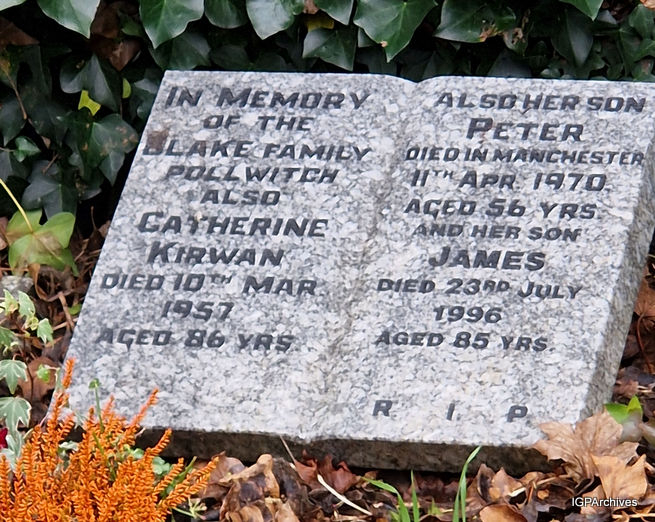 IN MEMORY
OF THE
BLAKE FAMILY
POLLWITCH
ALSO
CATHERINE
KIRWAN
DIED 10TH MAR.
1957
AGED 86 YRS.
ALSO HER SON
PETER
DIED IN MANCHESTER
11TH APR. 1970.
AGED 56 YRS.
AND HER SON
JAMES
DIED 23RD JULY
1996
AGED 85 YRS
R I P
IGPArchives